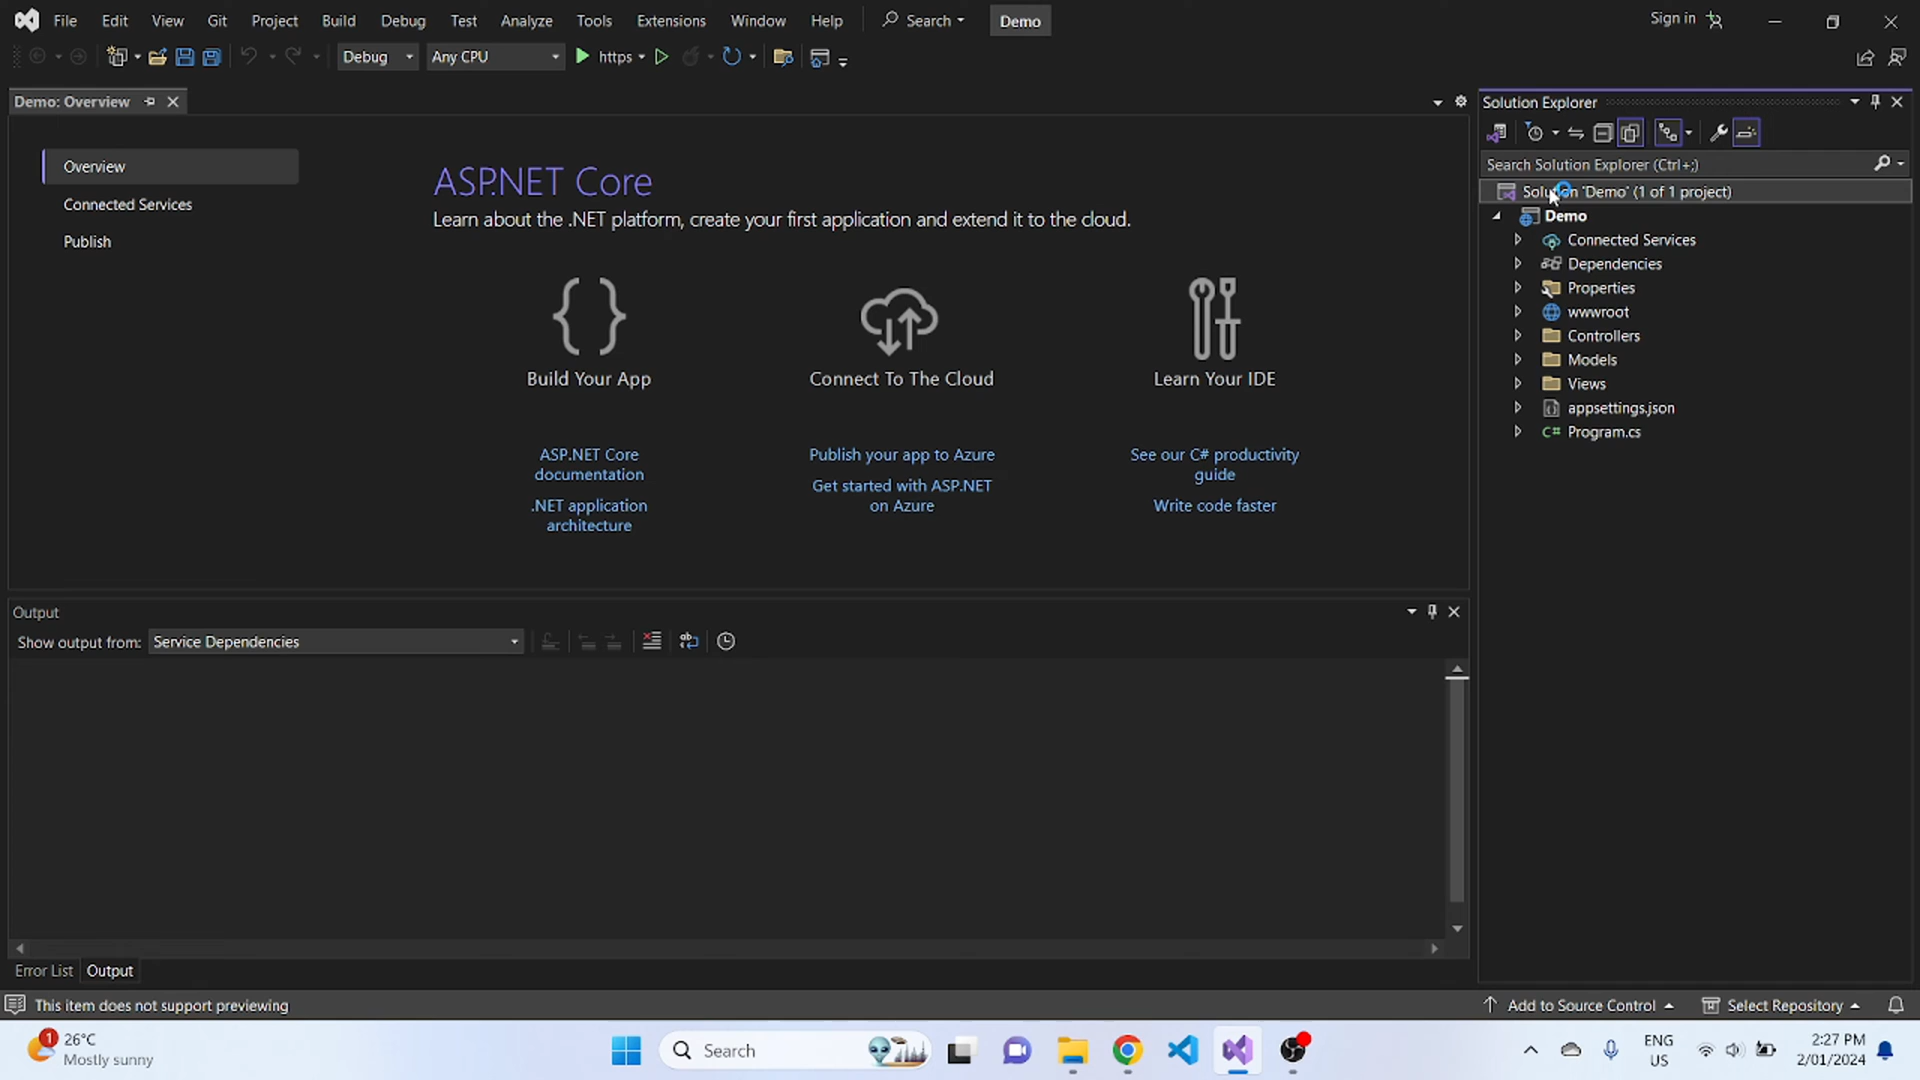 File Edit View Git Project Build Debug Test Analyze Tools Extensions Window Help Search Demo Sign in
Debug Any CPU https
Demo: Overview
Overview
Connected Services
Publish
ASP.NET Core
Learn about the .NET platform, create your first application and extend it to the cloud.
Build Your App
ASP.NET Core
documentation
.NET application
architecture
Connect To The Cloud
Publish your app to Azure
Get started with ASP.NET
on Azure
Learn Your IDE
See our C# productivity
guide
Write code faster
Solution Explorer
Search Solution Explorer (Ctrl+;)
Solution 'Demo' (1 of 1 project)
Demo
Connected Services
Dependencies
Properties
wwwroot
Controllers
Models
Views
appsettings.json
C# Program.cs
Output
Show output from: Service Dependencies
Error List Output
This item does not support previewing
Add to Source Control Select Repository
1 26°C
Mostly sunny
Search
ENG
US
2:27 PM
2/01/2024